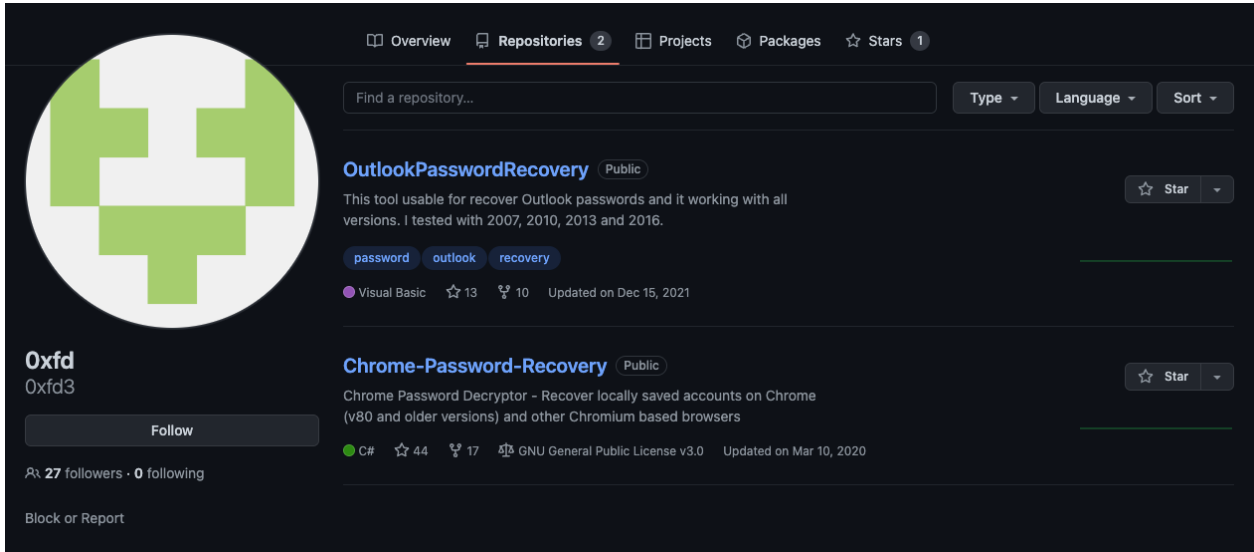 Overview Repositories 2 Projects Packages Stars 1
Find a repository...
Type Language Sort
OutlookPasswordRecovery Public
Star
This tool usable for recover Outlook passwords and it working with all
versions. I tested with 2007, 2010, 2013 and 2016.
password outlook recovery
Visual Basic 13 10 Updated on Dec 15, 2021
Chrome-Password-Recovery Public
Star
Chrome Password Decryptor - Recover locally saved accounts on Chrome
(v80 and older versions) and other Chromium based browsers
C# 44 17 GNU General Public License v3.0 Updated on Mar 10, 2020
0xfd
0xfd3
Follow
27 followers · 0 following
Block or Report